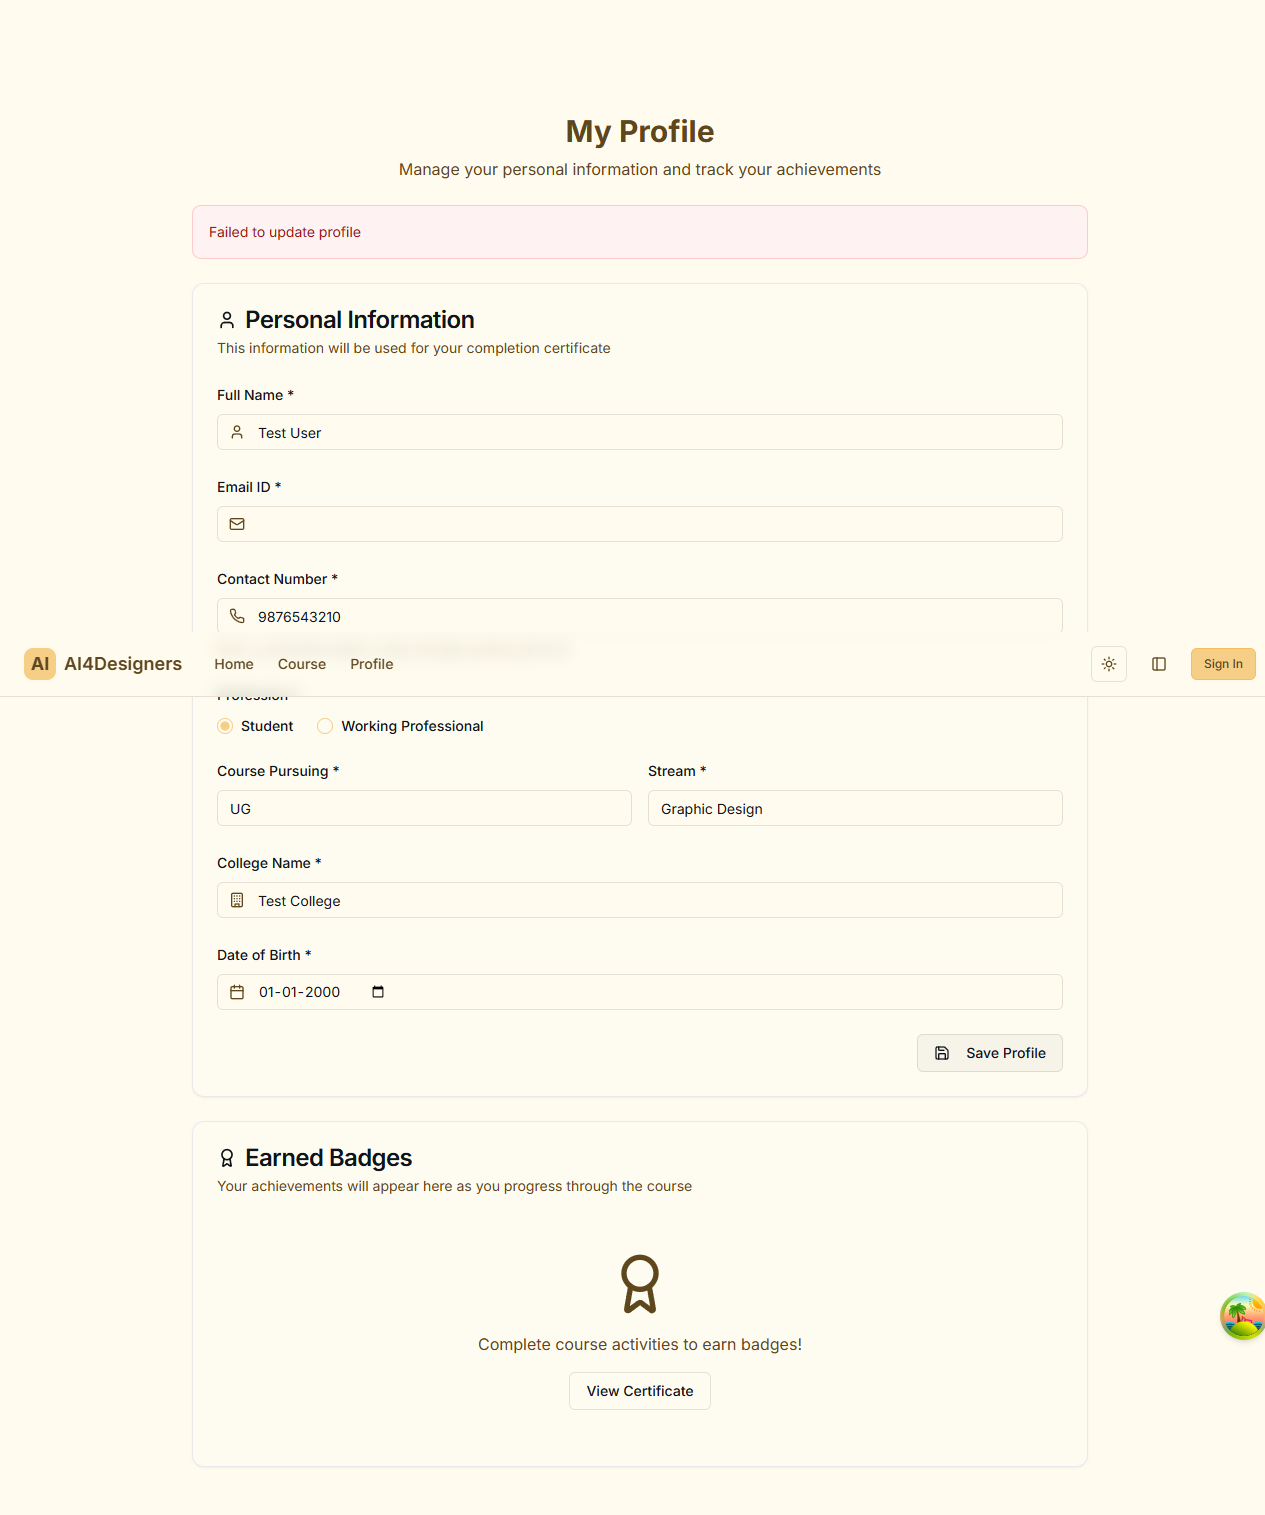 My Profile
Manage your personal information and track your achievements
Failed to update profile
Personal Information
This information will be used for your completion certificate
Full Name *
Test User
Email ID *
Contact Number *
9876543210
AI AI4Designers Home Course Profile Sign In
Profession
Student Working Professional
Course Pursuing * Stream *
UG Graphic Design
College Name *
Test College
Date of Birth *
01-01-2000
Save Profile
Earned Badges
Your achievements will appear here as you progress through the course
Complete course activities to earn badges!
View Certificate